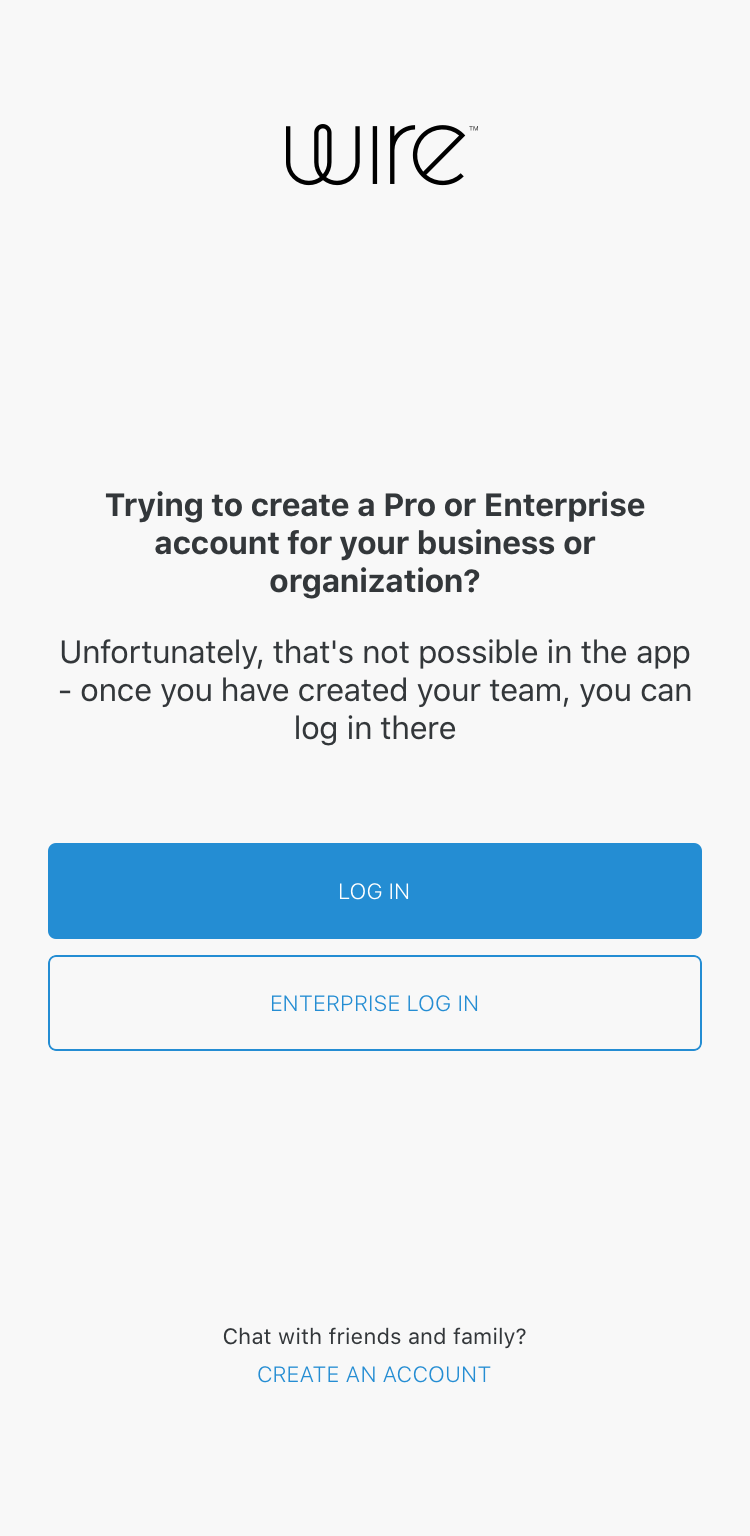 wire™
Trying to create a Pro or Enterprise
account for your business or
organization?
Unfortunately, that's not possible in the app
- once you have created your team, you can
log in there
LOG IN
ENTERPRISE LOG IN
Chat with friends and family?
CREATE AN ACCOUNT